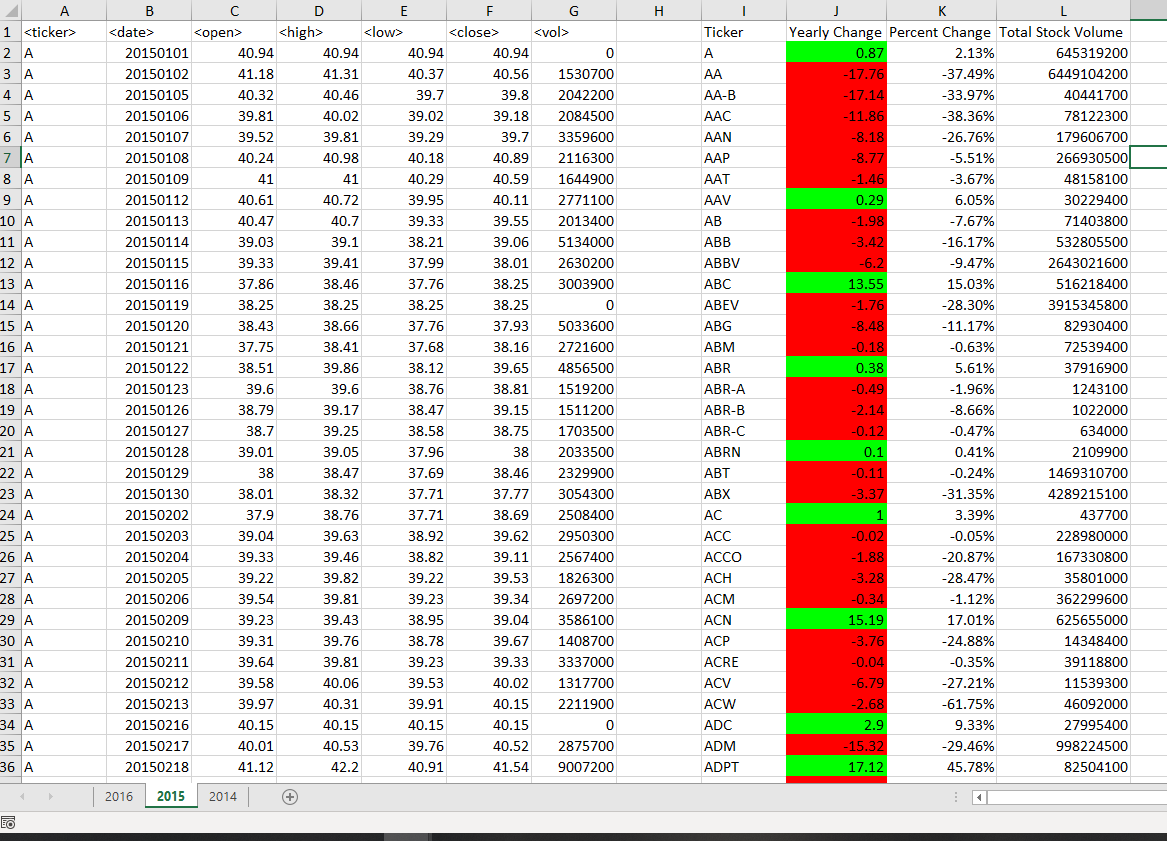 A B C D E F G H I J K L
1 <ticker> <date> <open> <high> <low> <close> <vol> Ticker Yearly Change Percent Change Total Stock Volume
2 A 20150101 40.94 40.94 40.94 40.94 0 A 0.87 2.13% 645319200
3 A 20150102 41.18 41.31 40.37 40.56 1530700 AA -17.76 -37.49% 6449104200
4 A 20150105 40.32 40.46 39.7 39.8 2042200 AA-B -17.14 -33.97% 40441700
5 A 20150106 39.81 40.02 39.02 39.18 2084500 AAC -11.86 -38.36% 78122300
6 A 20150107 39.52 39.81 39.29 39.7 3359600 AAN -8.18 -26.76% 179606700
7 A 20150108 40.24 40.98 40.18 40.89 2116300 AAP -8.77 -5.51% 266930500
8 A 20150109 41 41 40.29 40.59 1644900 AAT -1.46 -3.67% 48158100
9 A 20150112 40.61 40.72 39.95 40.11 2771100 AAV 0.29 6.05% 30229400
10 A 20150113 40.47 40.7 39.33 39.55 2013400 AB -1.98 -7.67% 71403800
11 A 20150114 39.03 39.1 38.21 39.06 5134000 ABB -3.42 -16.17% 532805500
12 A 20150115 39.33 39.41 37.99 38.01 2630200 ABBV -6.2 -9.47% 2643021600
13 A 20150116 37.86 38.46 37.76 38.25 3003900 ABC 13.55 15.03% 516218400
14 A 20150119 38.25 38.25 38.25 38.25 0 ABEV -1.76 -28.30% 3915345800
15 A 20150120 38.43 38.66 37.76 37.93 5033600 ABG -8.48 -11.17% 82930400
16 A 20150121 37.75 38.41 37.68 38.16 2721600 ABM -0.18 -0.63% 72539400
17 A 20150122 38.51 39.86 38.12 39.65 4856500 ABR 0.38 5.61% 37916900
18 A 20150123 39.6 39.6 38.76 38.81 1519200 ABR-A -0.49 -1.96% 1243100
19 A 20150126 38.79 39.17 38.47 39.15 1511200 ABR-B -2.14 -8.66% 1022000
20 A 20150127 38.7 39.25 38.58 38.75 1703500 ABR-C -0.12 -0.47% 634000
21 A 20150128 39.01 39.05 37.96 38 2033500 ABRN 0.1 0.41% 2109900
22 A 20150129 38 38.47 37.69 38.46 2329900 ABT -0.11 -0.24% 1469310700
23 A 20150130 38.01 38.32 37.71 37.77 3054300 ABX -3.37 -31.35% 4289215100
24 A 20150202 37.9 38.76 37.71 38.69 2508400 AC 1 3.39% 437700
25 A 20150203 39.04 39.63 38.92 39.62 2950300 ACC -0.02 -0.05% 228980000
26 A 20150204 39.33 39.46 38.82 39.11 2567400 ACCO -1.88 -20.87% 167330800
27 A 20150205 39.22 39.82 39.22 39.53 1826300 ACH -3.28 -28.47% 35801000
28 A 20150206 39.54 39.81 39.23 39.34 2697200 ACM -0.34 -1.12% 362299600
29 A 20150209 39.23 39.43 38.95 39.04 3586100 ACN 15.19 17.01% 625655000
30 A 20150210 39.31 39.76 38.78 39.67 1408700 ACP -3.76 -24.88% 14348400
31 A 20150211 39.64 39.81 39.23 39.33 3337000 ACRE -0.04 -0.35% 39118800
32 A 20150212 39.58 40.06 39.53 40.02 1317700 ACV -6.79 -27.21% 11539300
33 A 20150213 39.97 40.31 39.91 40.15 2211900 ACW -2.68 -61.75% 46092000
34 A 20150216 40.15 40.15 40.15 40.15 0 ADC 2.9 9.33% 27995400
35 A 20150217 40.01 40.53 39.76 40.52 2875700 ADM -15.32 -29.46% 998224500
36 A 20150218 41.12 42.2 40.91 41.54 9007200 ADPT 17.12 45.78% 82504100
2016 2015 2014